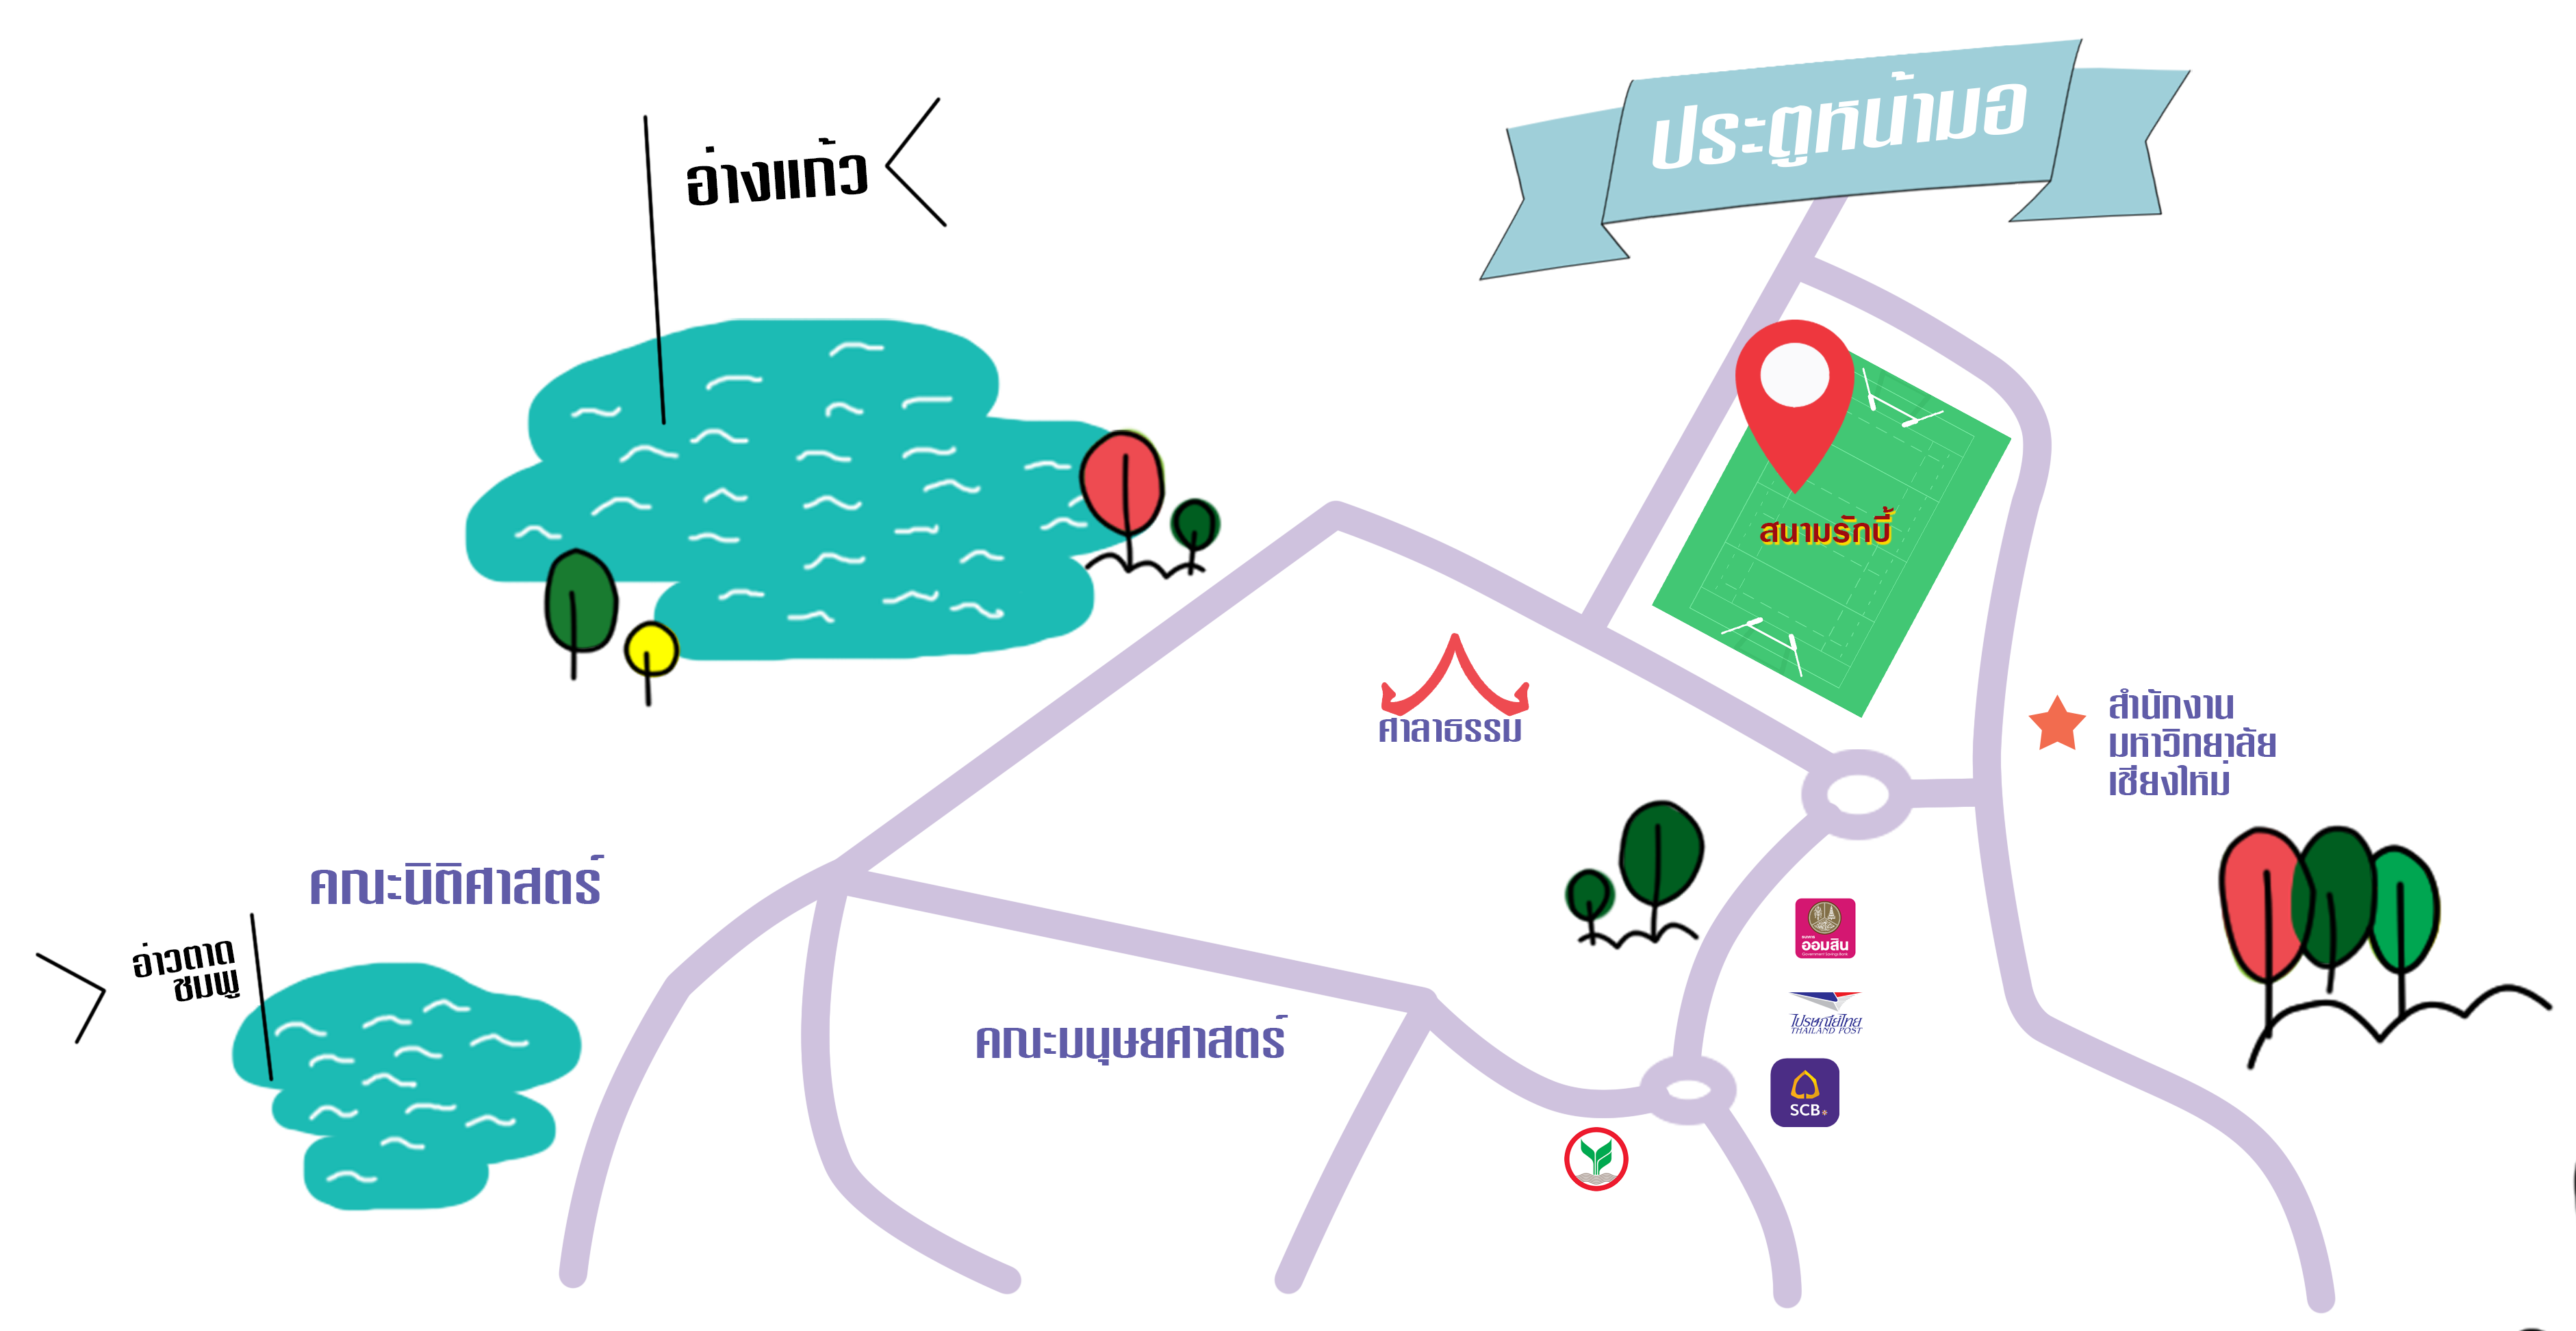 ประตูหน้ามอ
อ่างแก้ว
สนามรักบี้
ศาลาธรรม
สำนักงาน
มหาวิทยาลัย
เชียงใหม่
คณะนิติศาสตร์
อ่าวตาด
ชมพู
ออมสิน
Government Savings Bank
ไปรษณีย์ไทย
THAILAND POST
คณะมนุษยศาสตร์
SCB